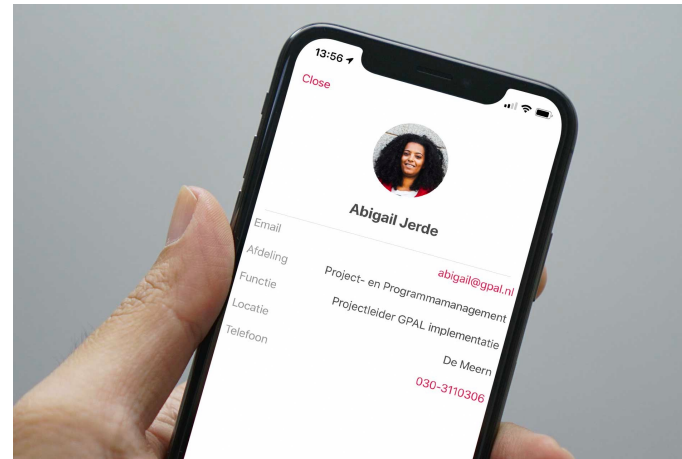 13:56
Close
Abigail Jerde
Email abigail@gpal.nl
Afdeling Project- en Programmamanagement
Functie Projectleider GPAL implementatie
Locatie De Meern
Telefoon 030-3110306